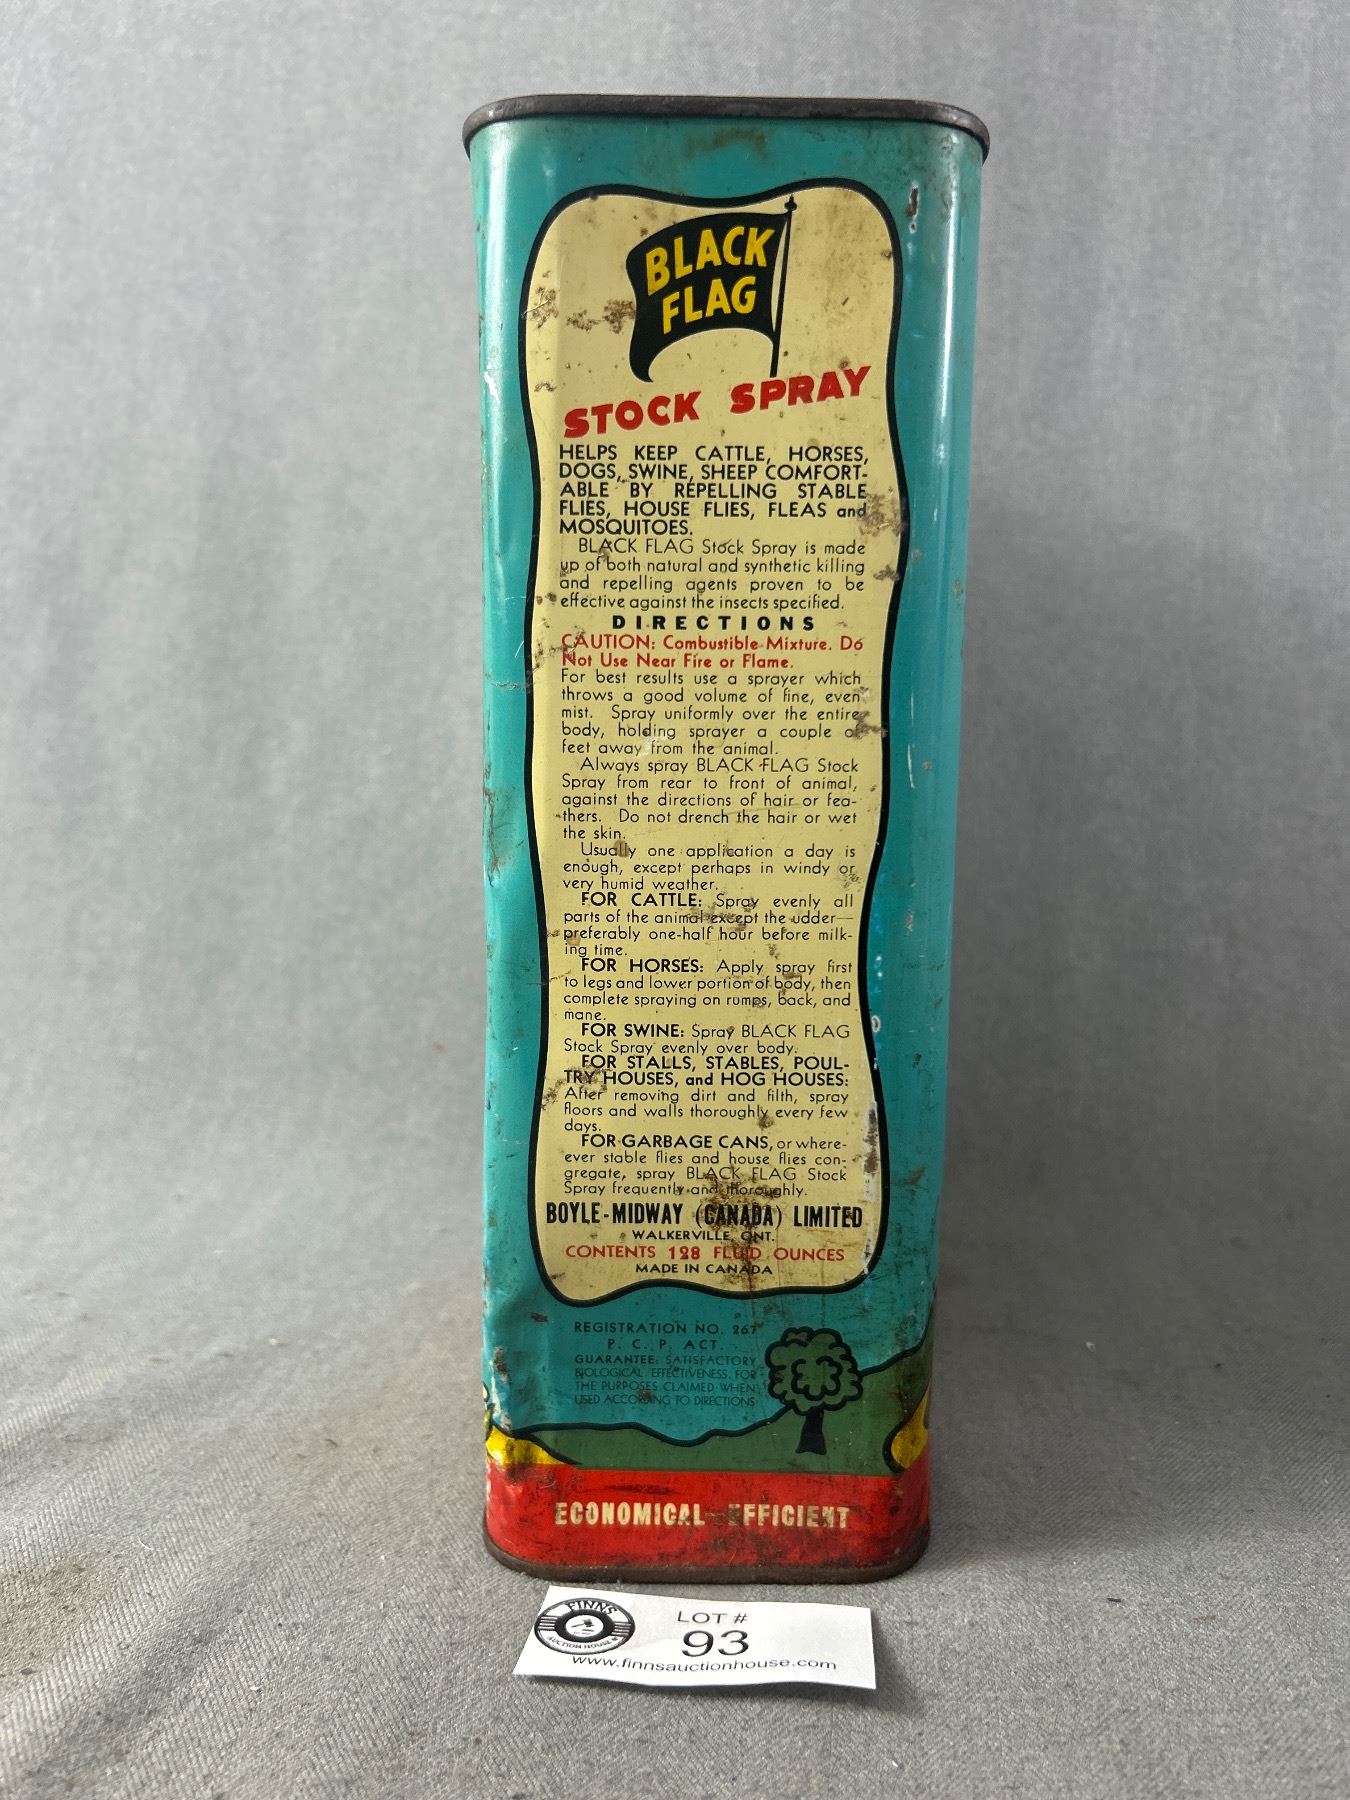 BLACK
FLAG
STOCK SPRAY
HELPS KEEP CATTLE, HORSES,
DOGS, SWINE, SHEEP COMFORT-
ABLE BY REPELLING STABLE
FLIES, HOUSE FLIES, FLEAS and
MOSQUITOES.
BLACK FLAG Stock Spray is made
up of both natural and synthetic killing
and repelling agents proven to be
effective against the insects specified.
DIRECTIONS
CAUTION: Combustible Mixture. Do
Not Use Near Fire or Flame.
For best results use a sprayer which
throws a good volume of fine, even
mist. Spray uniformly over the entire
body, holding sprayer a couple of
feet away from the animal.
Always spray BLACK FLAG Stock
Spray from rear to front of animal,
against the directions of hair or fea-
thers. Do not drench the hair or wet
the skin.
Usually one application a day is
enough, except perhaps in windy or
very humid weather.
FOR CATTLE: Spray evenly all
parts of the animal except the udder—
preferably one-half hour before milk-
ing time.
FOR HORSES: Apply spray first
to legs and lower portion of body, then
complete spraying on rumps, back, and
mane.
FOR SWINE: Spray BLACK FLAG
Stock Spray evenly over body.
FOR STALLS, STABLES, POUL-
TRY HOUSES, and HOG HOUSES:
After removing dirt and filth, spray
floors and walls thoroughly every few
days.
FOR GARBAGE CANS, or where-
ever stable flies and house flies con-
gregate, spray BLACK FLAG Stock
Spray frequently and thoroughly.
BOYLE-MIDWAY (CANADA) LIMITED
WALKERVILLE, ONT.
CONTENTS 128 FLUID OUNCES
MADE IN CANADA
REGISTRATION NO. 267
P. C. P. ACT.
GUARANTEE: SATISFACTORY
BIOLOGICAL EFFECTIVENESS FOR
THE PURPOSES CLAIMED WHEN
USED ACCORDING TO DIRECTIONS
ECONOMICAL—EFFICIENT
FINNS
AUCTION HOUSE
LOT #
93
www.finnsauctionhouse.com